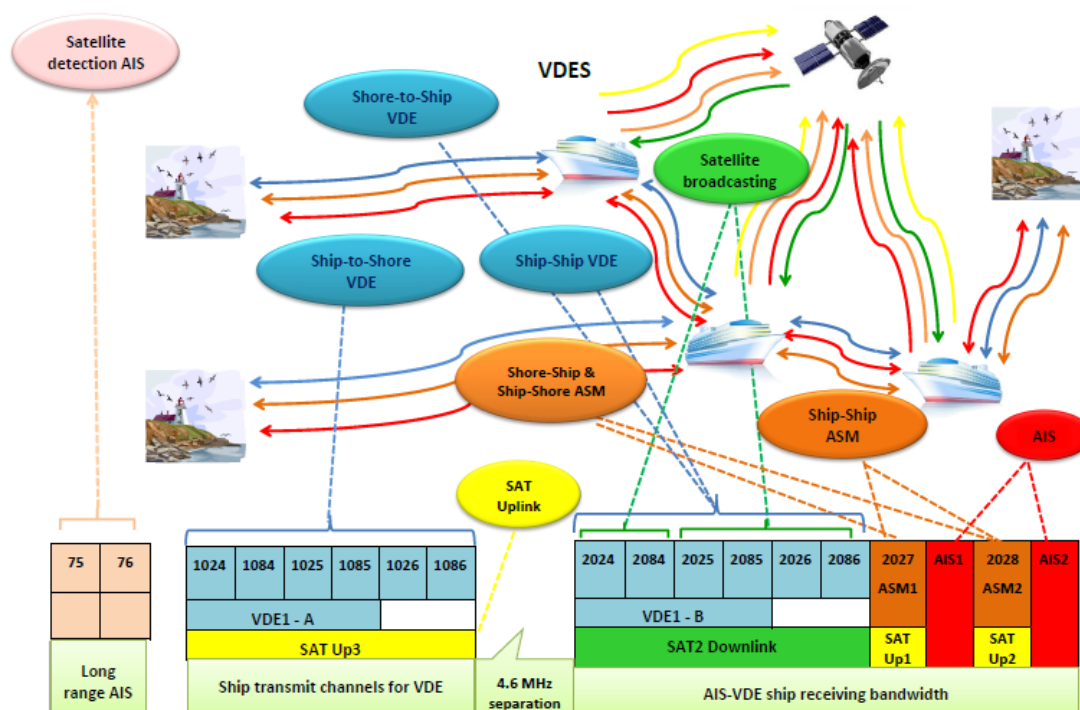 Satellite
detection AIS
VDES
Shore-to-Ship
VDE
Satellite
broadcasting
Ship-to-Shore
VDE
Ship-Ship VDE
Shore-Ship &
Ship-Shore ASM
Ship-Ship
ASM
AIS
SAT
Uplink
75 76
1024 1084 1025 1085 1026 1086
2024 2084 2025 2085 2026 2086 2027 AIS1 2028 AIS2
ASM1 ASM2
VDE1 - A
VDE1 - B
SAT Up3
SAT2 Downlink
SAT
Up1
SAT
Up2
Long
range AIS
Ship transmit channels for VDE
4.6 MHz
separation
AIS-VDE ship receiving bandwidth